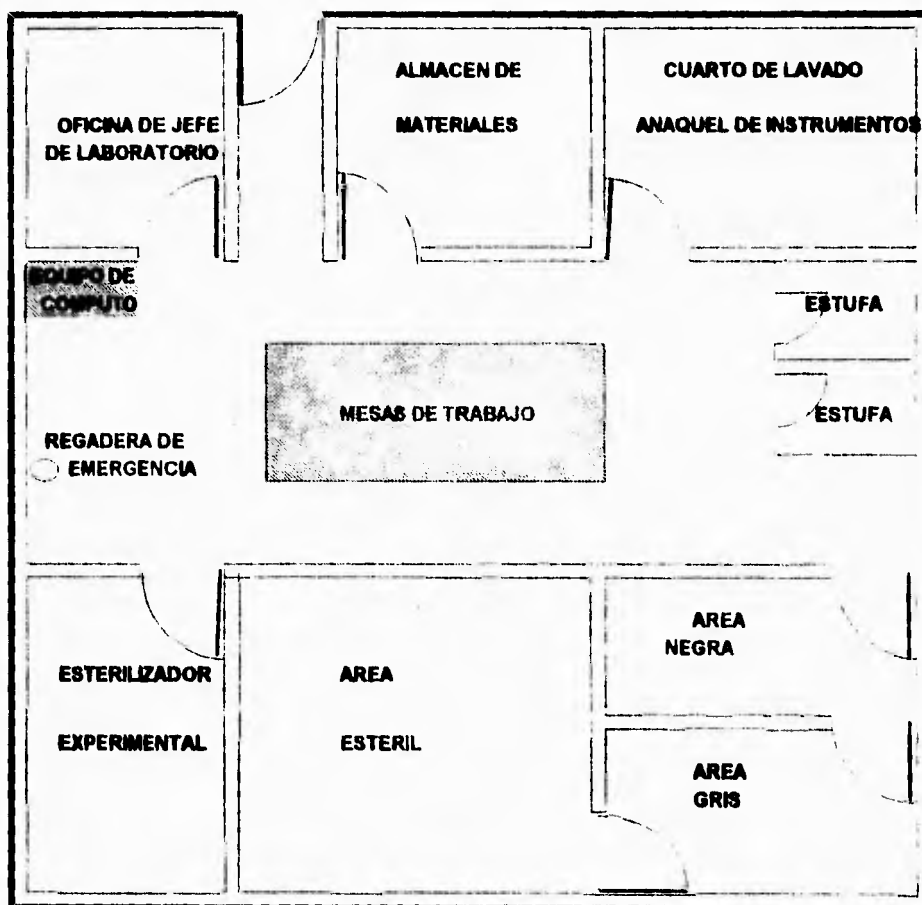 OFICINA DE JEFE
DE LABORATORIO
ALMACEN DE
MATERIALES
CUARTO DE LAVADO
ANAQUEL DE INSTRUMENTOS
EQUIPO DE
COMPUTO
ESTUFA
MESAS DE TRABAJO
ESTUFA
REGADERA DE
EMERGENCIA
ESTERILIZADOR
EXPERIMENTAL
AREA
ESTERIL
AREA
NEGRA
AREA
GRIS